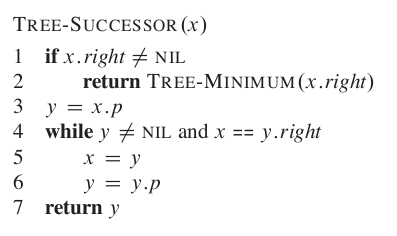 TREE-SUCCESSOR(x)
1 if x.right ≠ NIL
2 return TREE-MINIMUM(x.right)
3 y = x.p
4 while y ≠ NIL and x == y.right
5 x = y
6 y = y.p
7 return y